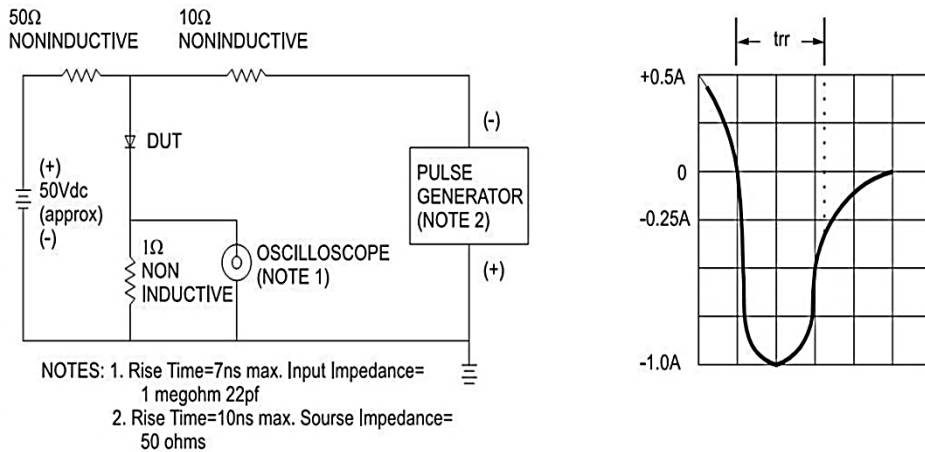 50Ω
NONINDUCTIVE
10Ω
NONINDUCTIVE
DUT
(+)
50Vdc
(approx)
(-)
1Ω
NON
INDUCTIVE
OSCILLOSCOPE
(NOTE 1)
(-)
PULSE
GENERATOR
(NOTE 2)
(+)
NOTES: 1. Rise Time=7ns max. Input Impedance=
1 megohm 22pf
2. Rise Time=10ns max. Sourse Impedance=
50 ohms
trr
+0.5A
0
-0.25A
-1.0A